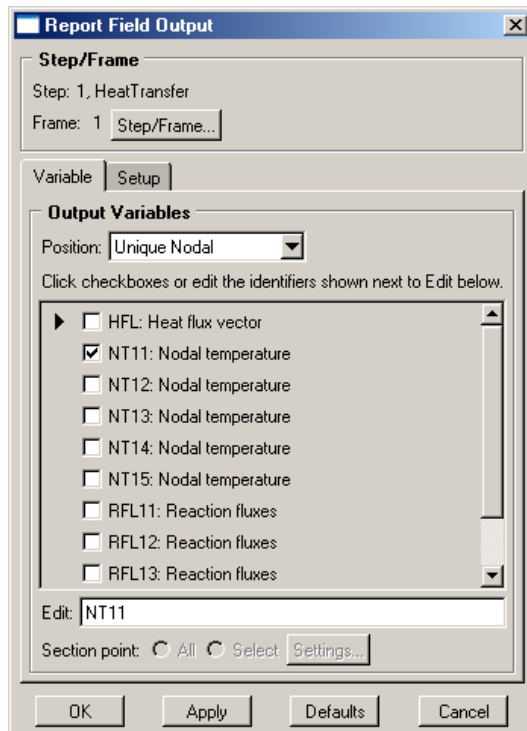 Report Field Output
Step/Frame
Step: 1, HeatTransfer
Frame: 1 Step/Frame...
Variable Setup
Output Variables
Position: Unique Nodal
Click checkboxes or edit the identifiers shown next to Edit below.
HFL: Heat flux vector
NT11: Nodal temperature
NT12: Nodal temperature
NT13: Nodal temperature
NT14: Nodal temperature
NT15: Nodal temperature
RFL11: Reaction fluxes
RFL12: Reaction fluxes
RFL13: Reaction fluxes
Edit: NT11
Section point: All Select Settings...
OK Apply Defaults Cancel